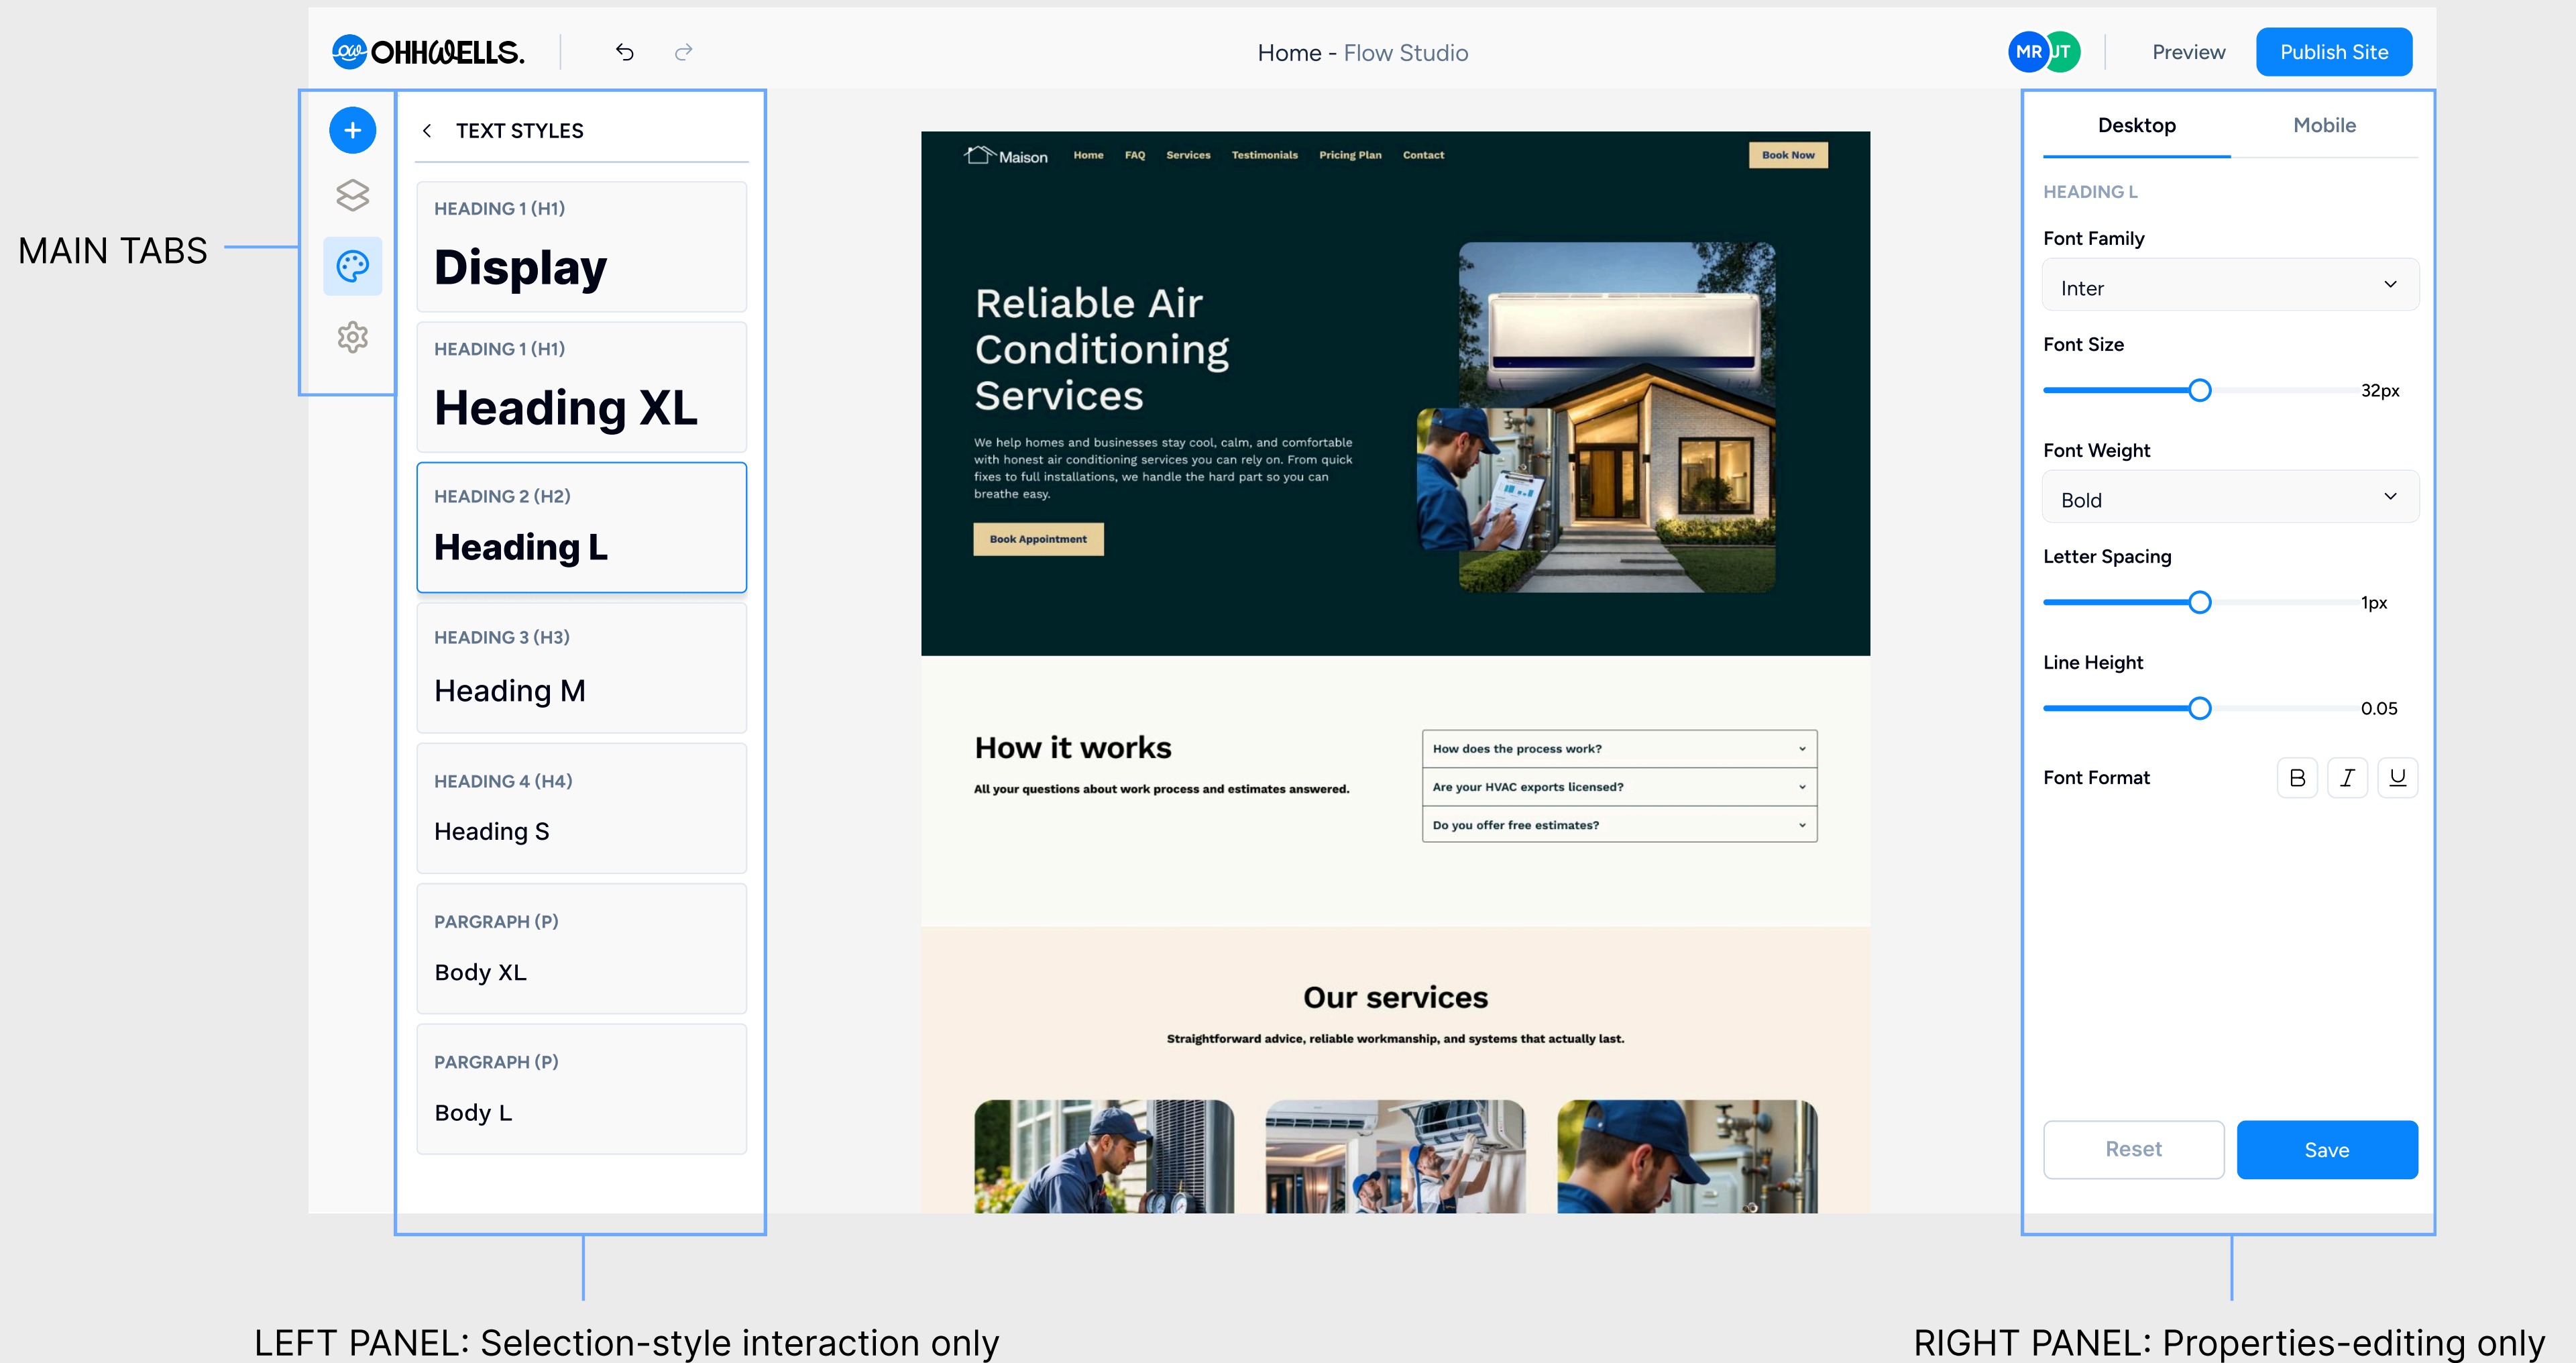 OW OHHWELLS.
Home - Flow Studio
MR
JT
Preview
Publish Site
MAIN TABS
TEXT STYLES
HEADING 1 (H1)
Display
HEADING 1 (H1)
Heading XL
HEADING 2 (H2)
Heading L
HEADING 3 (H3)
Heading M
HEADING 4 (H4)
Heading S
PARGRAPH (P)
Body XL
PARGRAPH (P)
Body L
Maison
Home
FAQ
Services
Testimonials
Pricing Plan
Contact
Book Now
Reliable Air
Conditioning
Services
We help homes and businesses stay cool, calm, and comfortable
with honest air conditioning services you can rely on. From quick
fixes to full installations, we handle the hard part so you can
breathe easy.
Book Appointment
How it works
All your questions about work process and estimates answered.
How does the process work?
Are your HVAC exports licensed?
Do you offer free estimates?
Our services
Straightforward advice, reliable workmanship, and systems that actually last.
Desktop
Mobile
HEADING L
Font Family
Inter
Font Size
32px
Font Weight
Bold
Letter Spacing
1px
Line Height
0.05
Font Format
B
I
U
Reset
Save
LEFT PANEL: Selection-style interaction only
RIGHT PANEL: Properties-editing only